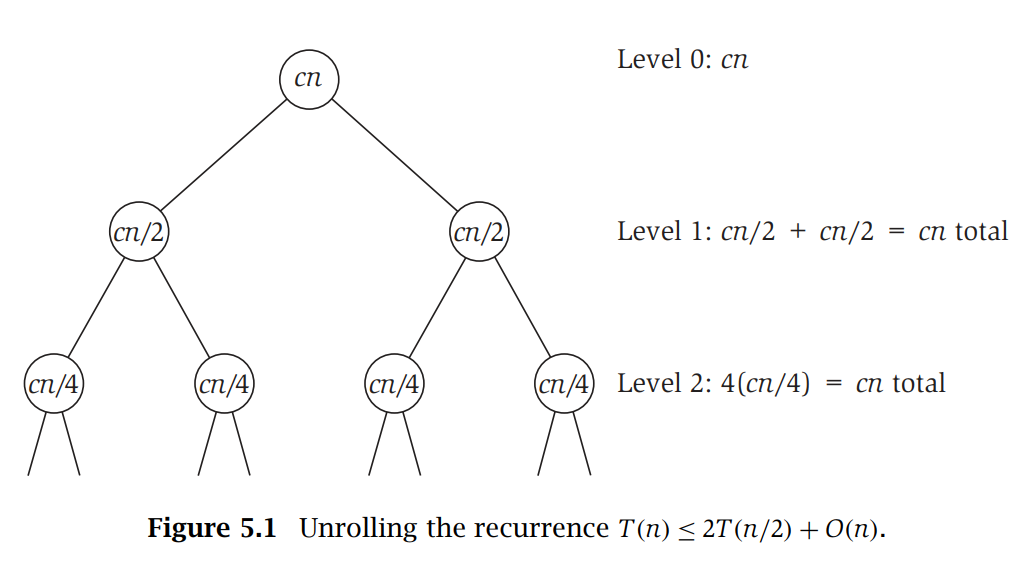 cn
Level 0: cn
cn/2
cn/2
Level 1: cn/2 + cn/2 = cn total
cn/4
cn/4
cn/4
cn/4
Level 2: 4(cn/4) = cn total
Figure 5.1 Unrolling the recurrence T(n) ≤ 2T(n/2) + O(n).